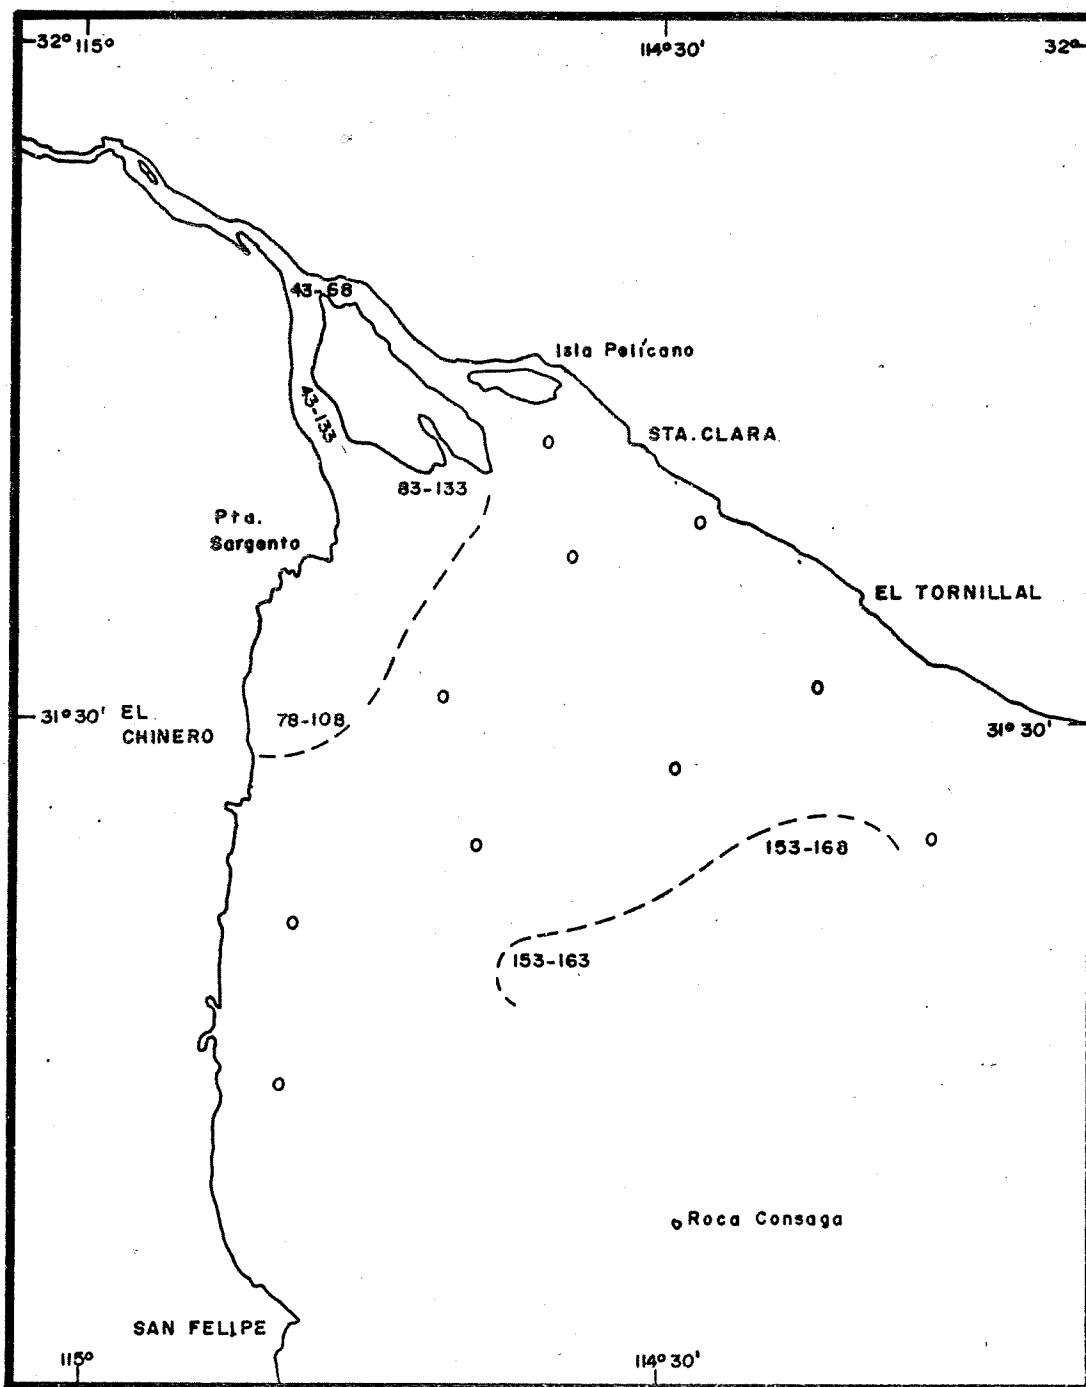 32° 115° 114° 30' 32°
43-68
Isla Pelícano
43-133
STA. CLARA
83-133
Pta.
Sargento
EL TORNILLAL
31° 30' EL
CHINERO
78-108
31° 30'
153-168
153-163
Roca Consaga
SAN FELIPE
115° 114° 30'